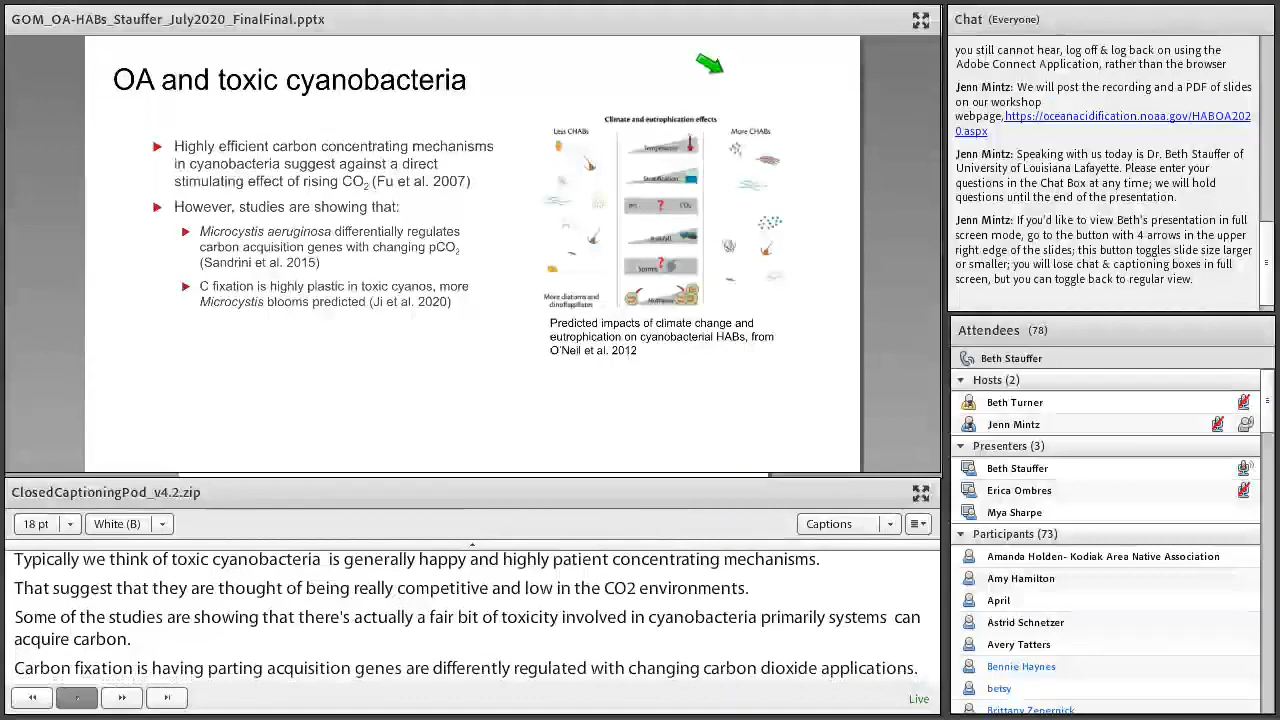 GOM_OA-HABs_Stauffer_July2020_FinalFinal.pptx
OA and toxic cyanobacteria
Highly efficient carbon concentrating mechanisms
in cyanobacteria suggest against a direct
stimulating effect of rising CO2 (Fu et al. 2007)
However, studies are showing that:
Microcystis aeruginosa differentially regulates
carbon acquisition genes with changing pCO2
(Sandrini et al. 2015)
C fixation is highly plastic in toxic cyanos, more
Microcystis blooms predicted (Ji et al. 2020)
Climate and eutrophication effects
Less CHABs
More CHABs
Temperature
Stratification
pH ? CO2
Rainfall
Storms ?
Nutrients
More diatoms and
dinoflagellates
Predicted impacts of climate change and
eutrophication on cyanobacterial HABs, from
O'Neil et al. 2012
ClosedCaptioningPod_v4.2.zip
18 pt
White (B)
Captions
Typically we think of toxic cyanobacteria is generally happy and highly patient concentrating mechanisms.
That suggest that they are thought of being really competitive and low in the CO2 environments.
Some of the studies are showing that there's actually a fair bit of toxicity involved in cyanobacteria primarily systems can
acquire carbon.
Carbon fixation is having parting acquisition genes are differently regulated with changing carbon dioxide applications.
Live
Chat (Everyone)
you still cannot hear, log off & log back on using the
Adobe Connect Application, rather than the browser
Jenn Mintz: We will post the recording and a PDF of slides
on our workshop
webpage,https://oceanacidification.noaa.gov/HABOA202
0.aspx
Jenn Mintz: Speaking with us today is Dr. Beth Stauffer of
University of Louisiana Lafayette. Please enter your
questions in the Chat Box at any time; we will hold
questions until the end of the presentation.
Jenn Mintz: If you'd like to view Beth's presentation in full
screen mode, go to the button with 4 arrows in the upper
right edge of the slides; this button toggles slide size larger
or smaller; you will lose chat & captioning boxes in full
screen, but you can toggle back to regular view.
Attendees (78)
Beth Stauffer
Hosts (2)
Beth Turner
Jenn Mintz
Presenters (3)
Beth Stauffer
Erica Ombres
Mya Sharpe
Participants (73)
Amanda Holden- Kodiak Area Native Association
Amy Hamilton
April
Astrid Schnetzer
Avery Tatters
Bennie Haynes
betsy
Brittany Zepernick